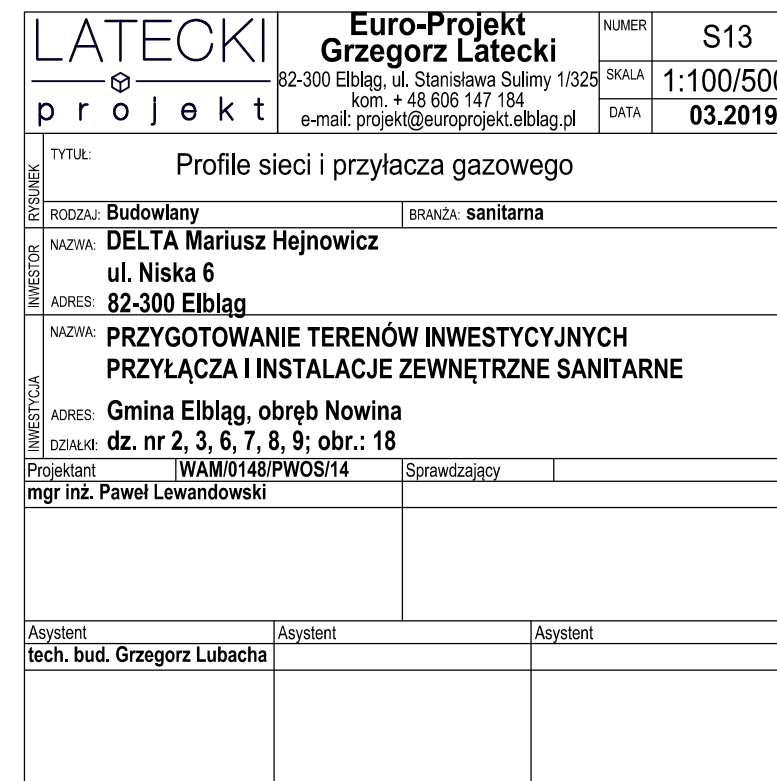 LATECKI
projekt
Euro-Projekt
Grzegorz Latecki
82-300 Elbląg, ul. Stanisława Sulimy 1/325
kom. + 48 606 147 184
e-mail: projekt@europrojekt.elblag.pl
NUMER S13
SKALA 1:100/500
DATA 03.2019
RYSUNEK
TYTUŁ: Profile sieci i przyłacza gazowego
RODZAJ: Budowlany BRANŻA: sanitarna
INWESTOR
NAZWA: DELTA Mariusz Hejnowicz
ul. Niska 6
ADRES: 82-300 Elbląg
INWESTYCJA
NAZWA: PRZYGOTOWANIE TERENÓW INWESTYCYJNYCH
PRZYŁĄCZA I INSTALACJE ZEWNĘTRZNE SANITARNE
ADRES: Gmina Elbląg, obręb Nowina
DZIAŁKI: dz. nr 2, 3, 6, 7, 8, 9; obr.: 18
Projektant WAM/0148/PWOS/14 Sprawdzający
mgr inż. Paweł Lewandowski
Asystent Asystent Asystent
tech. bud. Grzegorz Lubacha